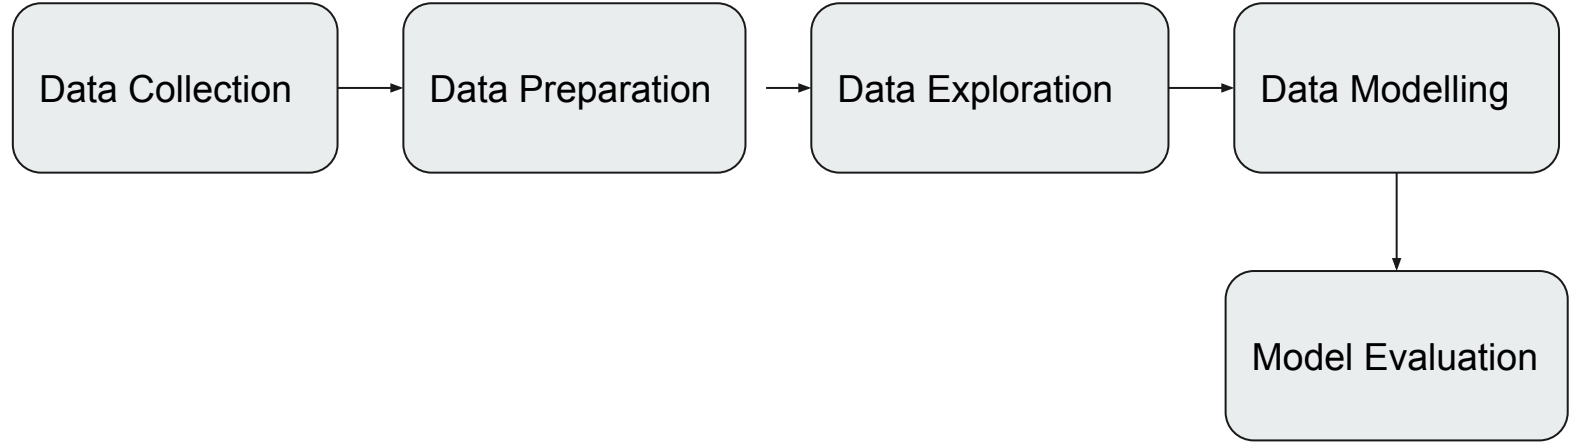 Data Collection
Data Preparation
Data Exploration
Data Modelling
Model Evaluation